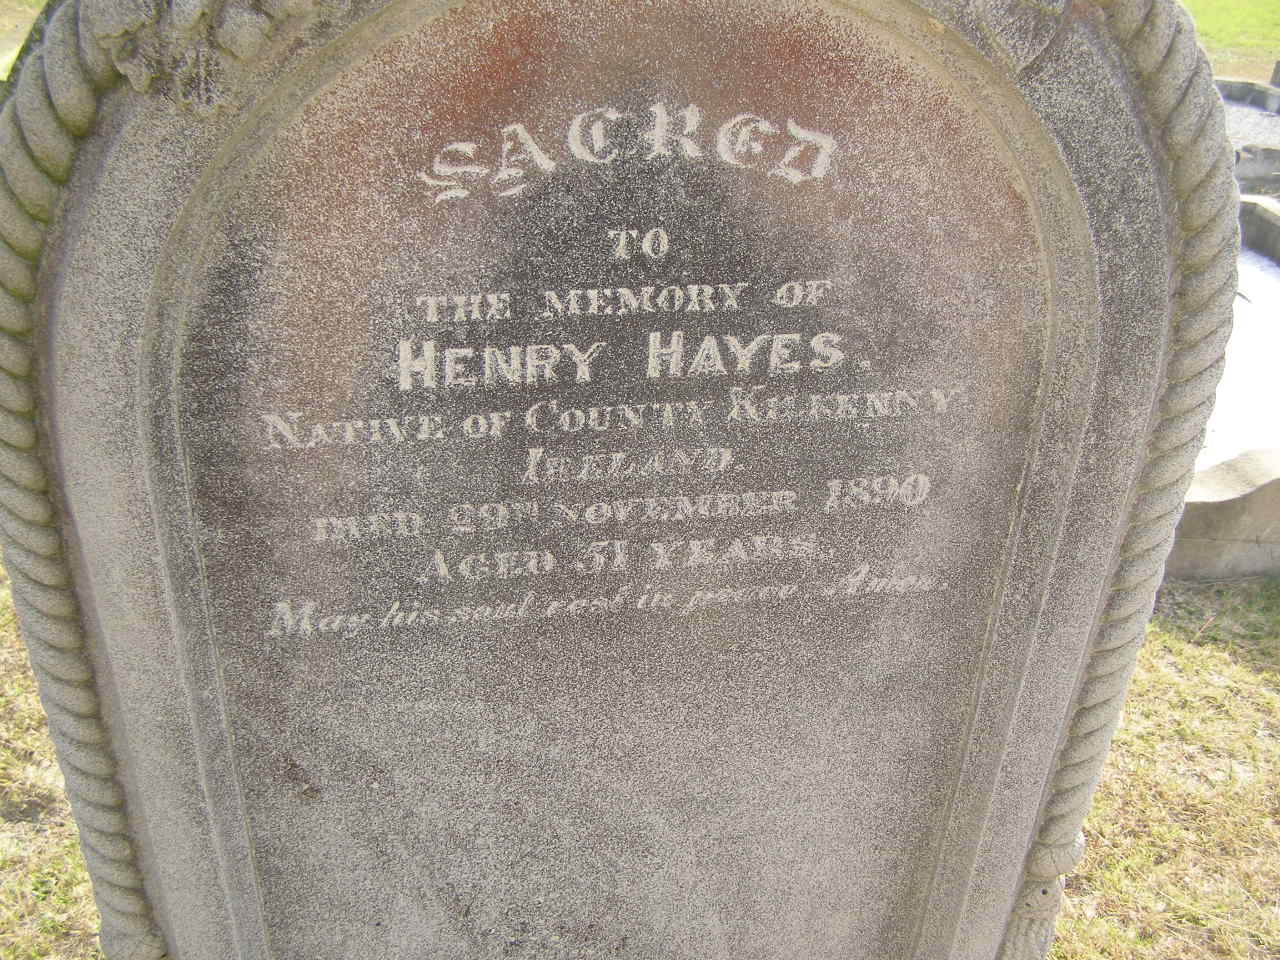 SACRED
TO
THE MEMORY OF
HENRY HAYES.
NATIVE OF COUNTY KILKENNY
IRELAND.
DIED 29TH NOVEMBER 1890
AGED 51 YEARS.
May his soul rest in peace. Amen.